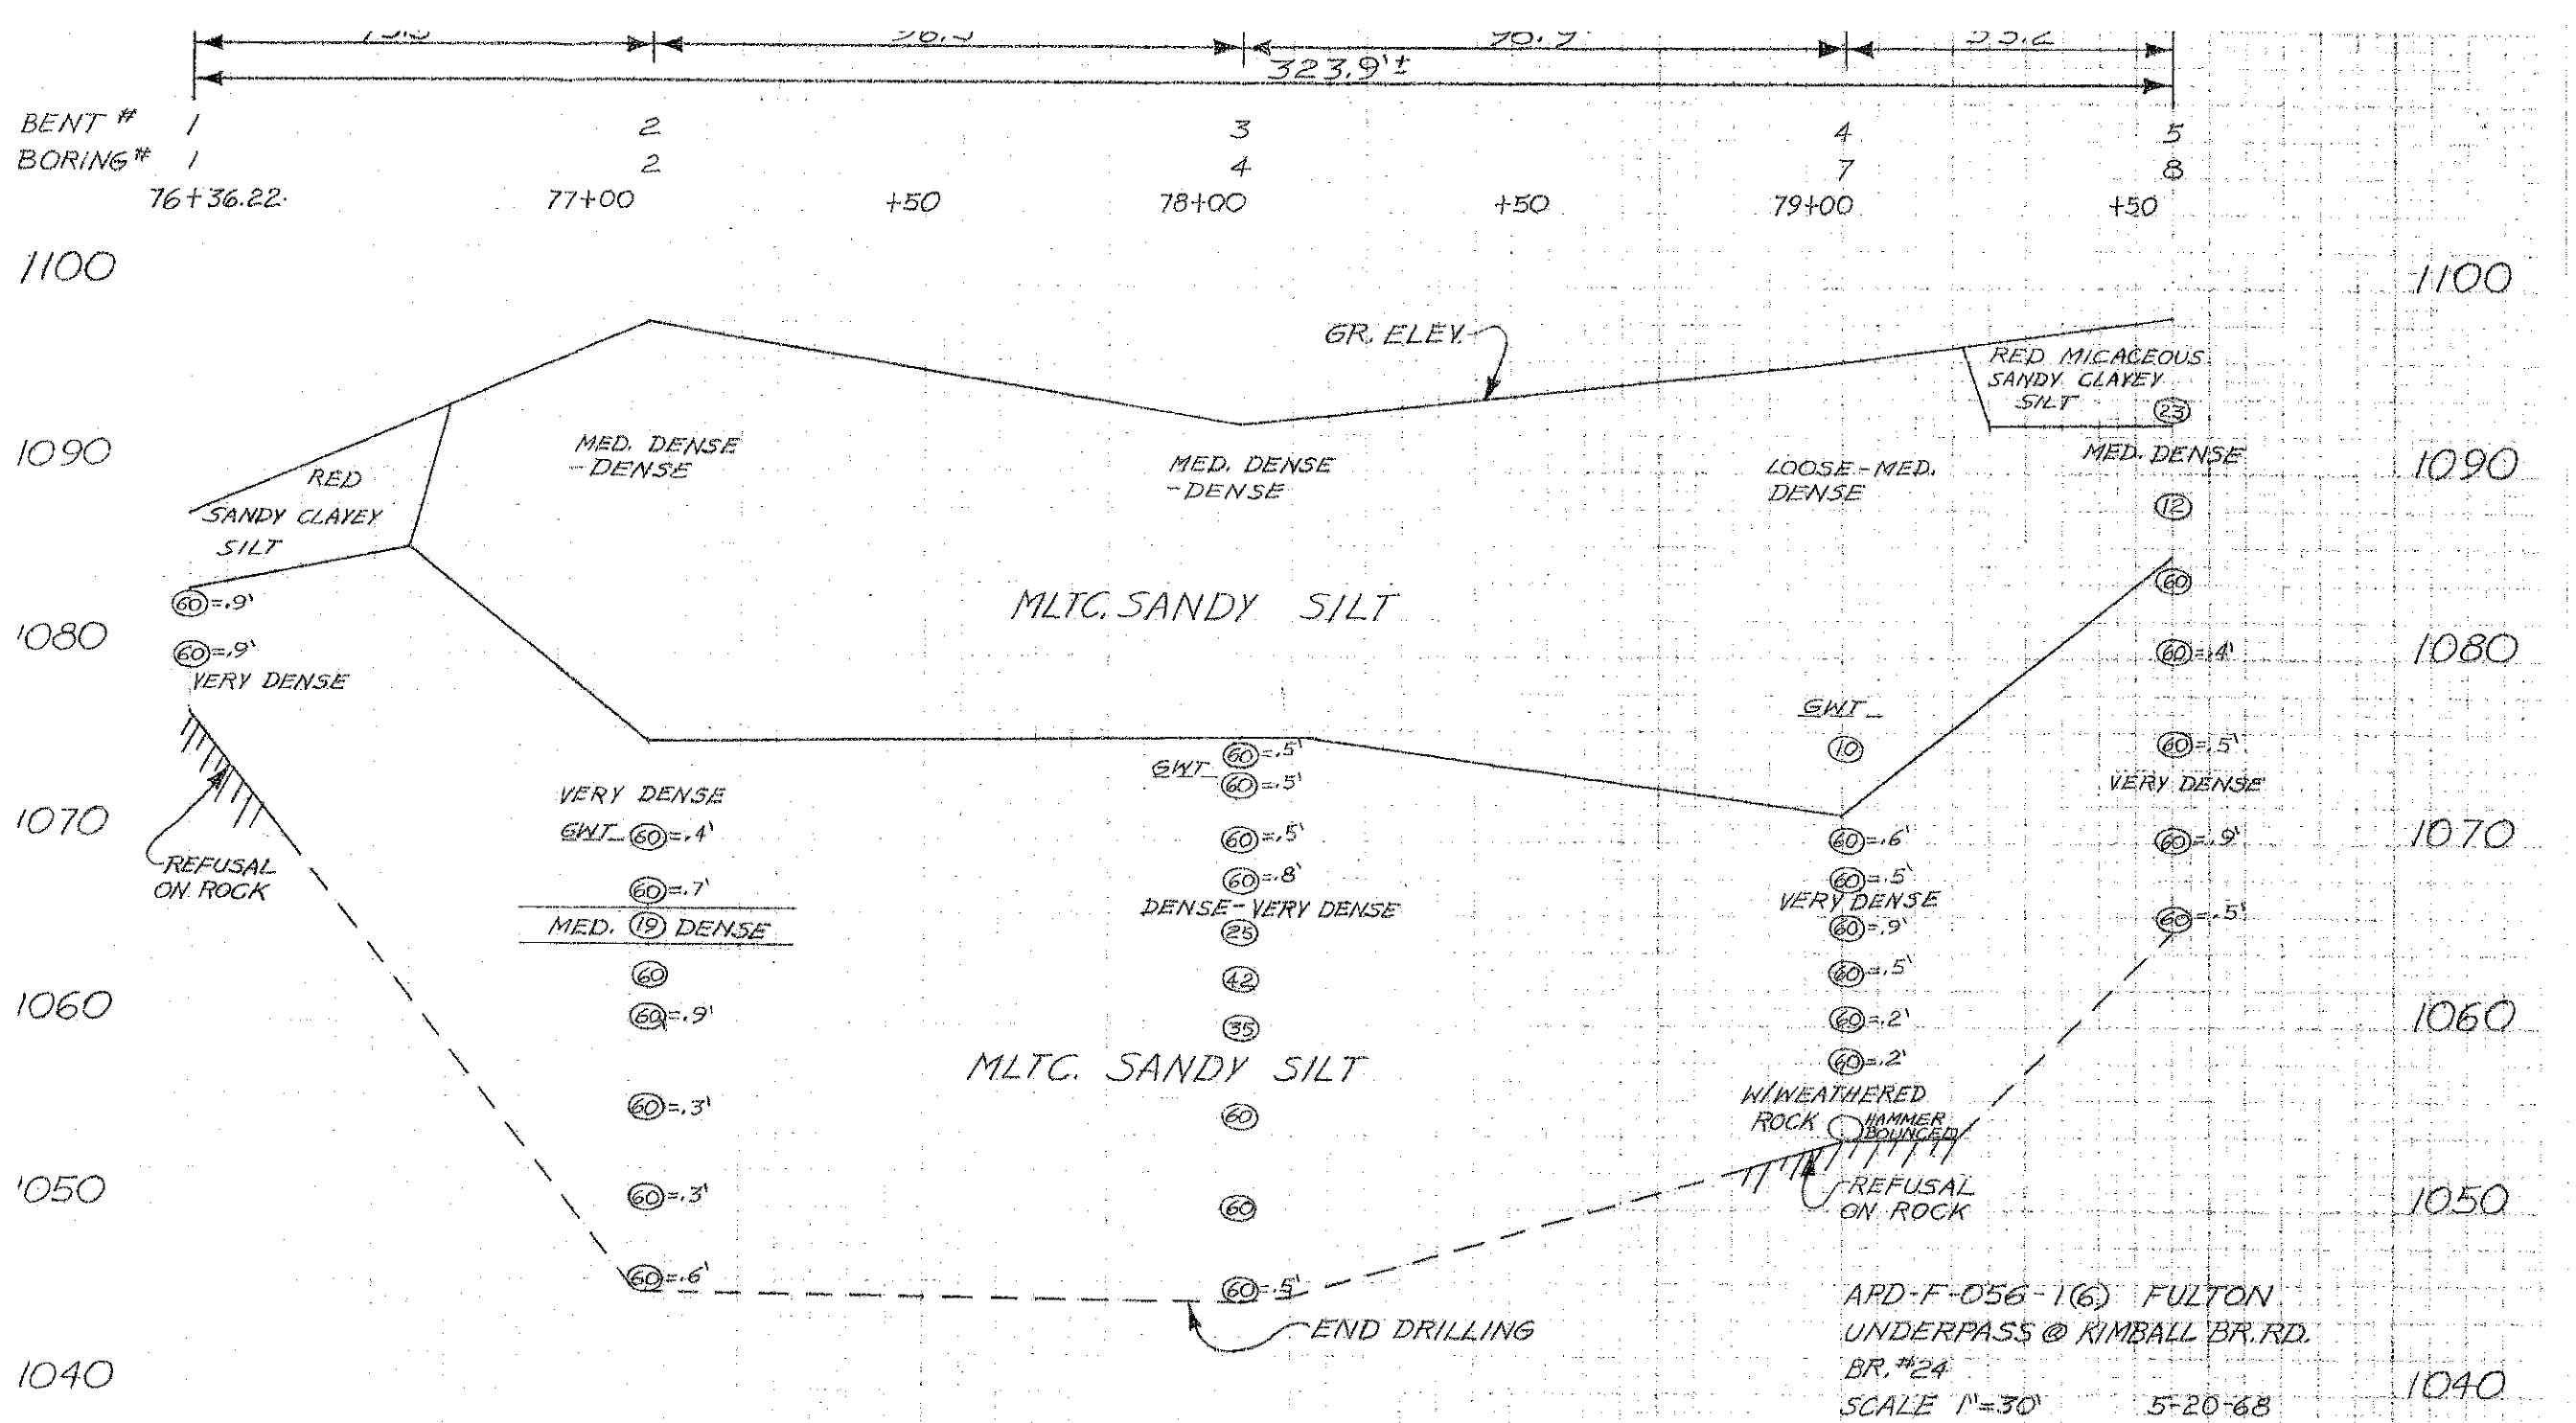 323.9'±
BENT # 1 2 3 4 5
BORING # 1 2 4 7 8
76+36.22 77+00 +50 78+00 +50 79+00 +50
1100 1100
GR. ELEV.
RED MICACEOUS
SANDY CLAYEY
SILT 23
1090 1090
MED. DENSE
-DENSE
MED. DENSE
-DENSE
LOOSE-MED.
DENSE
MED. DENSE
12
RED
SANDY CLAYEY
SILT
60=.9'
60
MLTC. SANDY SILT
1080 1080
60=.9'
VERY DENSE
60=.4'
GWT
10
60=.5'
GWT
60=.5'
60=.5'
VERY DENSE
VERY DENSE
1070 1070
GWT 60=.4'
60=.5'
60=.6'
60=.9'
REFUSAL
ON ROCK
60=.7'
60=.8'
60=.5'
MED. 19 DENSE
DENSE-VERY DENSE
25
VERY DENSE
60=.9'
60=.5'
60
42
60=.5'
1060 1060
60=.9'
35
60=.2'
MLTC. SANDY SILT
60=.2'
60=.3'
60
W/WEATHERED
ROCK
HAMMER
BOUNCED
1050 1050
60=.3'
60
REFUSAL
ON ROCK
60=.6'
60=.5'
END DRILLING
1040 1040
APD-F-056-1(6) FULTON
UNDERPASS @ KIMBALL BR. RD.
BR. #24
SCALE 1"=30' 5-20-68